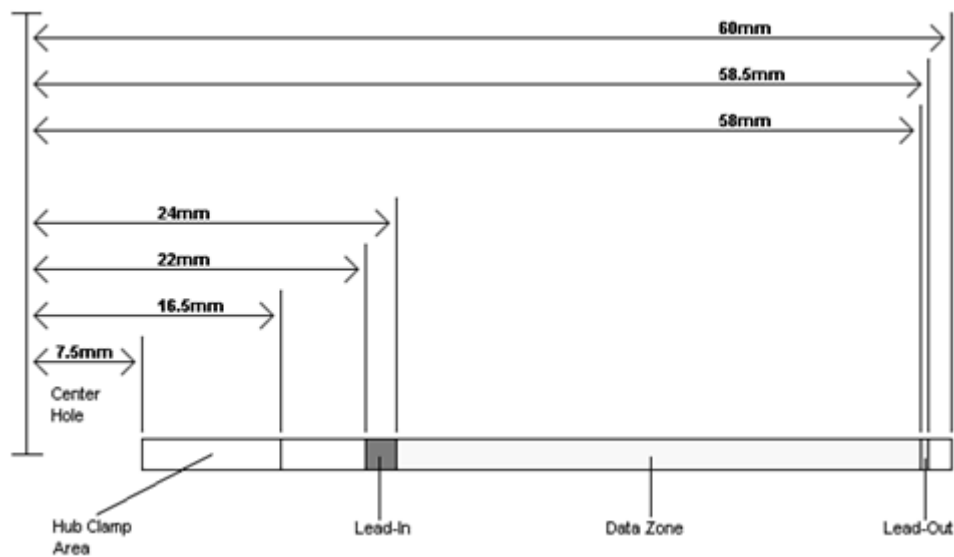 60mm
58.5mm
58mm
24mm
22mm
16.5mm
7.5mm
Center
Hole
Hub Clamp
Area
Lead-In
Data Zone
Lead-Out